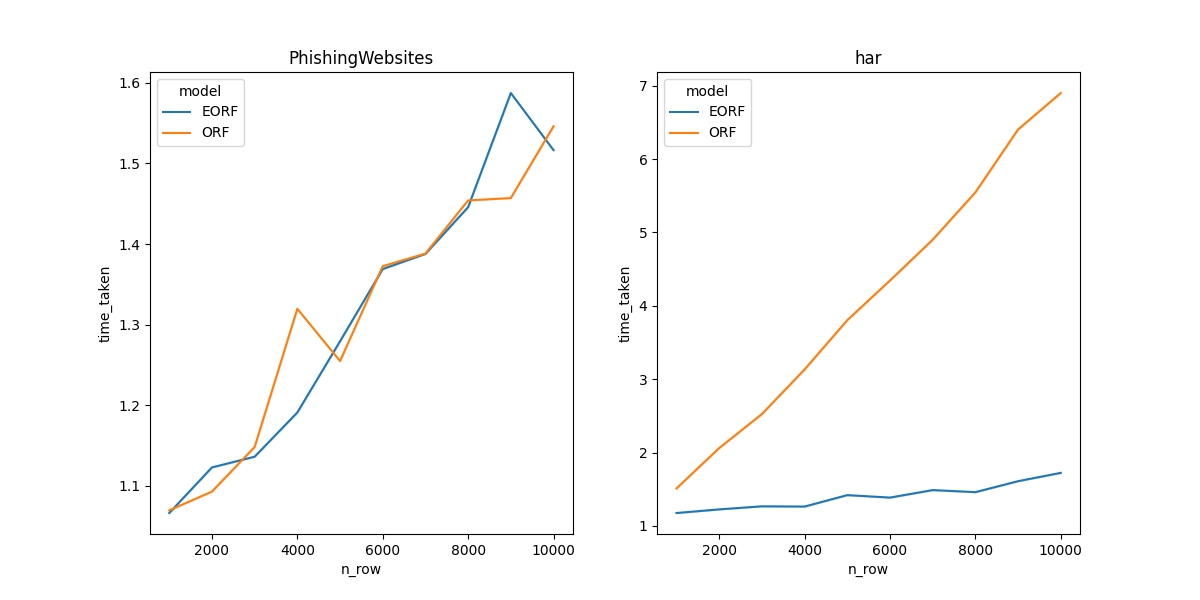 PhishingWebsites
model
EORF
ORF
time_taken
1.6
1.5
1.4
1.3
1.2
1.1
2000 4000 6000 8000 10000
n_row
har
model
EORF
ORF
time_taken
7
6
5
4
3
2
1
2000 4000 6000 8000 10000
n_row